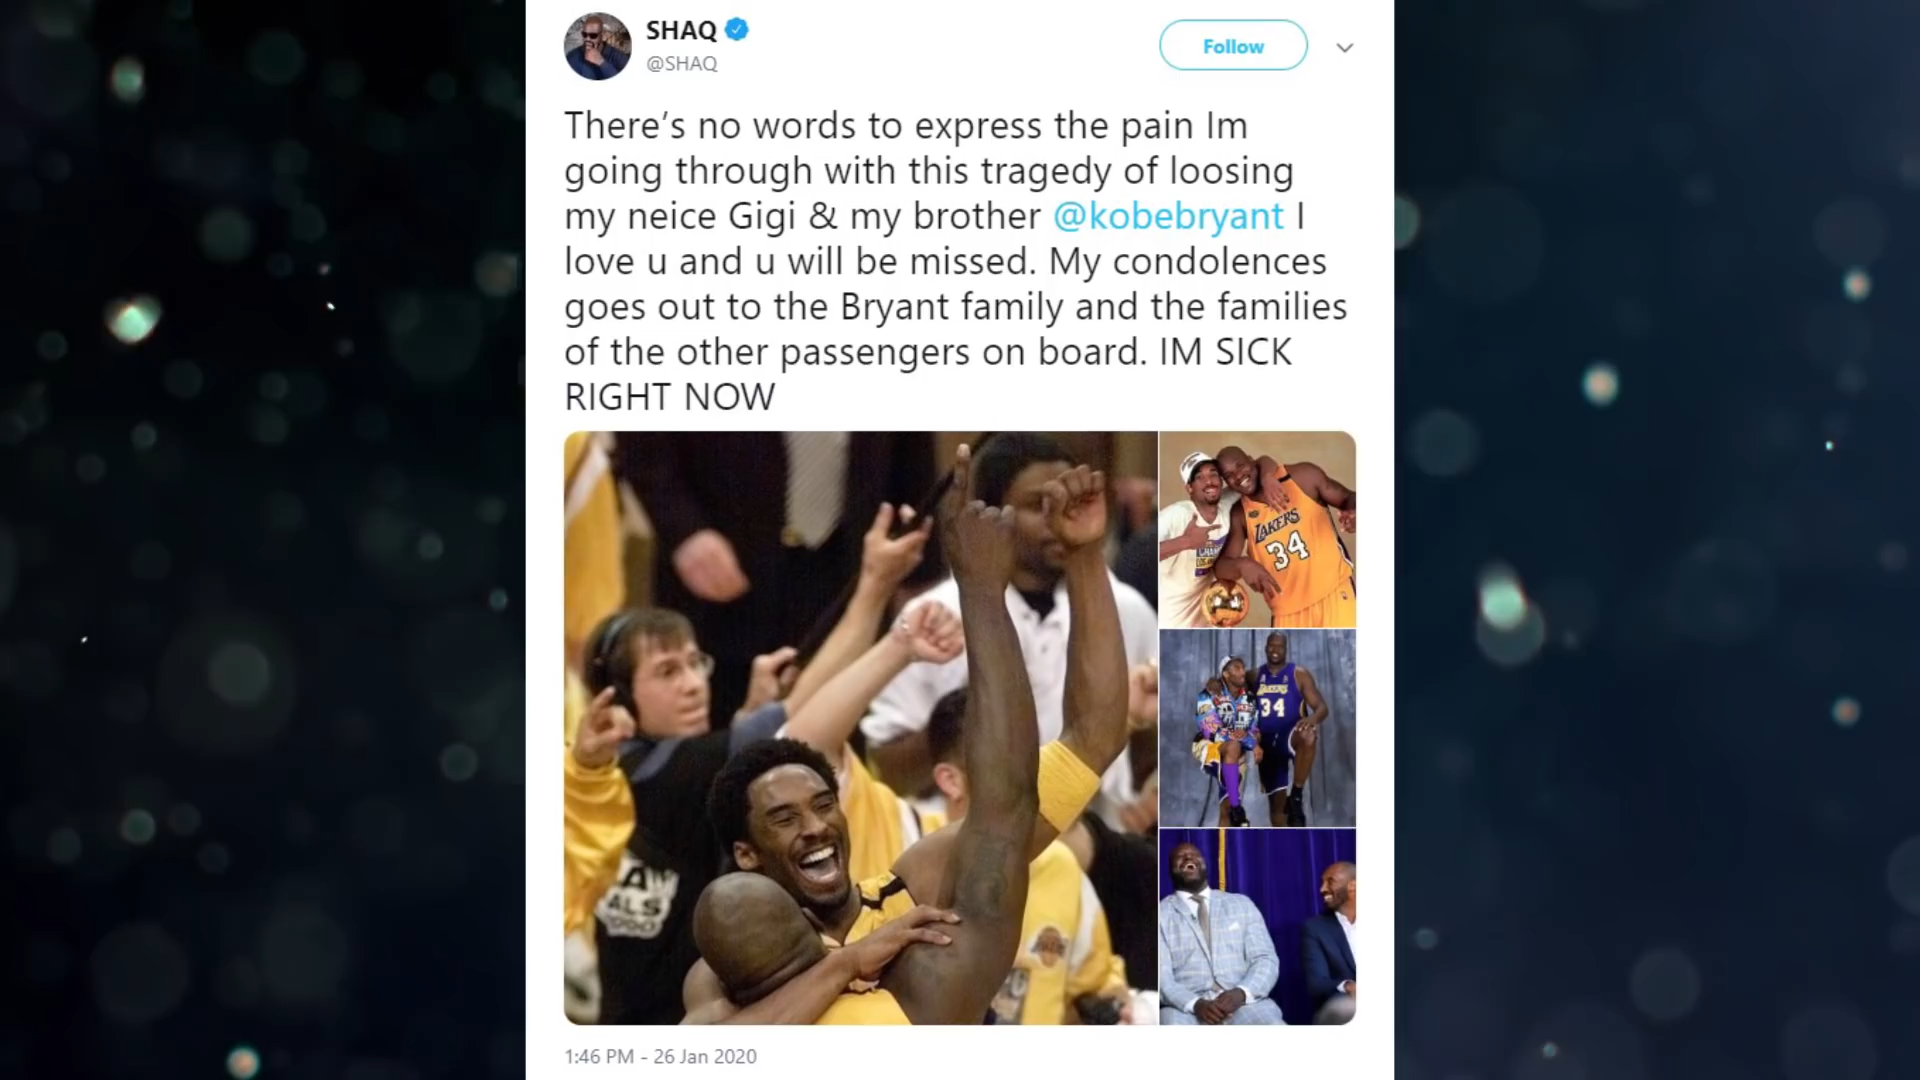 SHAQ
@SHAQ
Follow
There’s no words to express the pain Im
going through with this tragedy of loosing
my neice Gigi & my brother @kobebryant I
love u and u will be missed. My condolences
goes out to the Bryant family and the families
of the other passengers on board. IM SICK
RIGHT NOW
LAKERS
34
LAKERS
34
1:46 PM - 26 Jan 2020